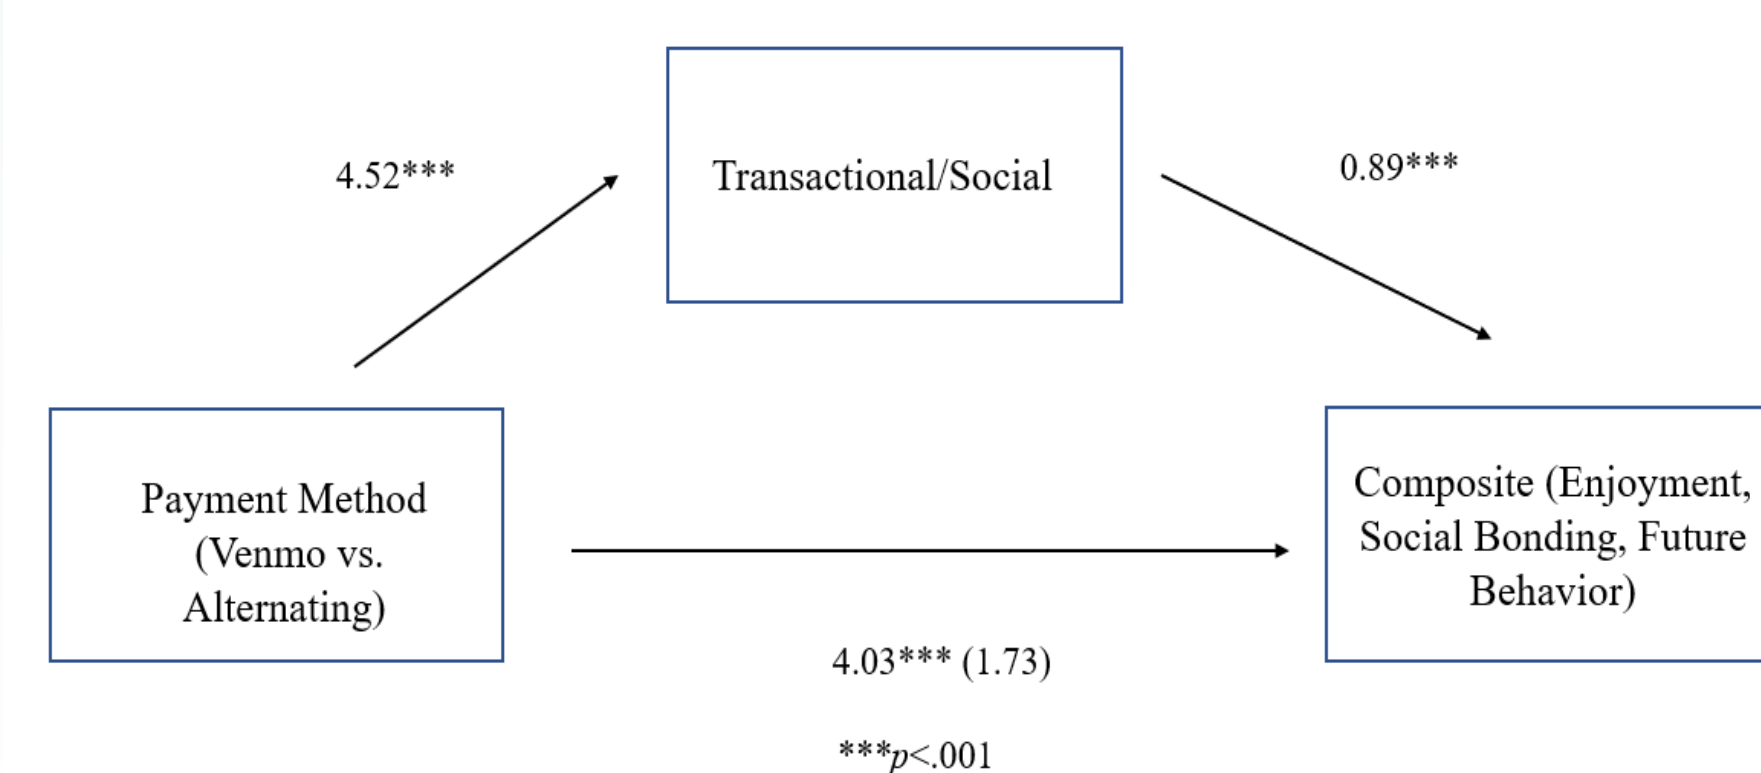 Transactional/Social
4.52***
0.89***
Payment Method
(Venmo vs.
Alternating)
Composite (Enjoyment,
Social Bonding, Future
Behavior)
4.03*** (1.73)
***p<.001